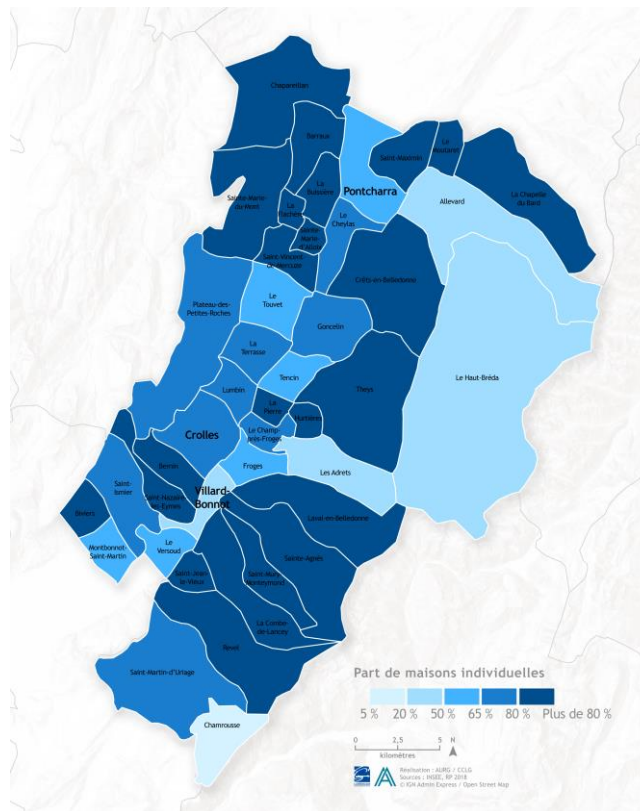 Chapareillan
Barraux
La
Buissière
Sainte-Marie-
du-Mont
La
Flachère
Sainte-
Marie-
d'Alloix
Saint-Vincent-
de-Mercuze
Pontcharra
Saint-Maximin
Le
Moutaret
La Chapelle-
du-Bard
Allevard
Le
Cheylas
Crêts-en-Belledonne
Plateau-des-
Petites-Roches
Le
Touvet
Goncelin
La
Terrasse
Le Haut-Bréda
Tencin
Theys
Lumbin
La
Pierre
Hurtières
Crolles
Le Champ-
près-Froges
Froges
Les Adrets
Bernin
Saint-
Ismier
Saint-Nazaire-
les-Eymes
Villard-
Bonnot
Laval-en-Belledonne
Biviers
Montbonnot-
Saint-Martin
Le
Versoud
Sainte-Agnès
Saint-Jean-
le-Vieux
Saint-Mury-
Monteymond
La Combe-
de-Lancey
Revel
Saint-Martin-d'Uriage
Chamrousse
Part de maisons individuelles
5 % 20 % 50 % 65 % 80 % Plus de 80 %
0 2,5 5 N
kilomètres
Réalisation : AURG / CCLG
Sources : INSEE, RP 2018
© IGN Admin Express / Open Street Map